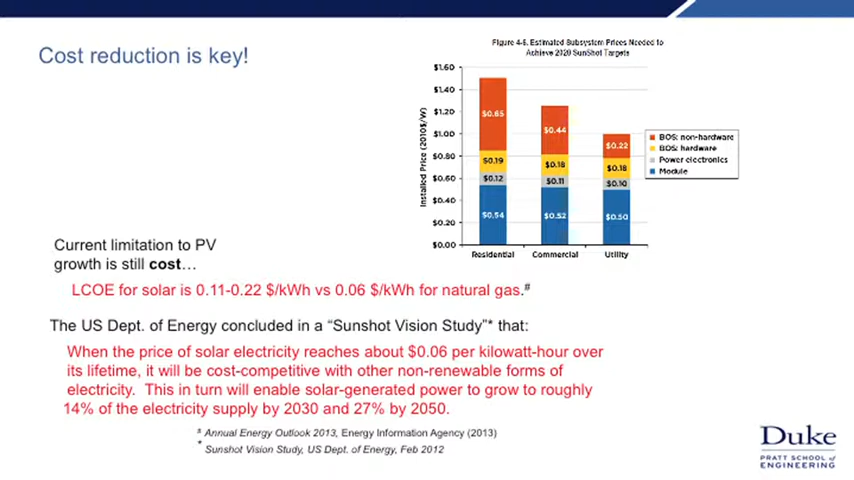 Cost reduction is key!
Figure 4-6. Estimated Subsystem Prices Needed to
Achieve 2020 SunShot Targets
Installed Price (2010$/W)
$1.60
$1.40
$1.20
$1.00
$0.80
$0.60
$0.40
$0.20
$0.00
$0.65
$0.19
$0.12
$0.54
$0.44
$0.18
$0.11
$0.52
$0.22
$0.18
$0.10
$0.50
Residential
Commercial
Utility
BOS: non-hardware
BOS: hardware
Power electronics
Module
Current limitation to PV
growth is still cost…
LCOE for solar is 0.11-0.22 $/kWh vs 0.06 $/kWh for natural gas.#
The US Dept. of Energy concluded in a “Sunshot Vision Study”* that:
When the price of solar electricity reaches about $0.06 per kilowatt-hour over
its lifetime, it will be cost-competitive with other non-renewable forms of
electricity. This in turn will enable solar-generated power to grow to roughly
14% of the electricity supply by 2030 and 27% by 2050.
# Annual Energy Outlook 2013, Energy Information Agency (2013)
* Sunshot Vision Study, US Dept. of Energy, Feb 2012
Duke
PRATT SCHOOL of
ENGINEERING